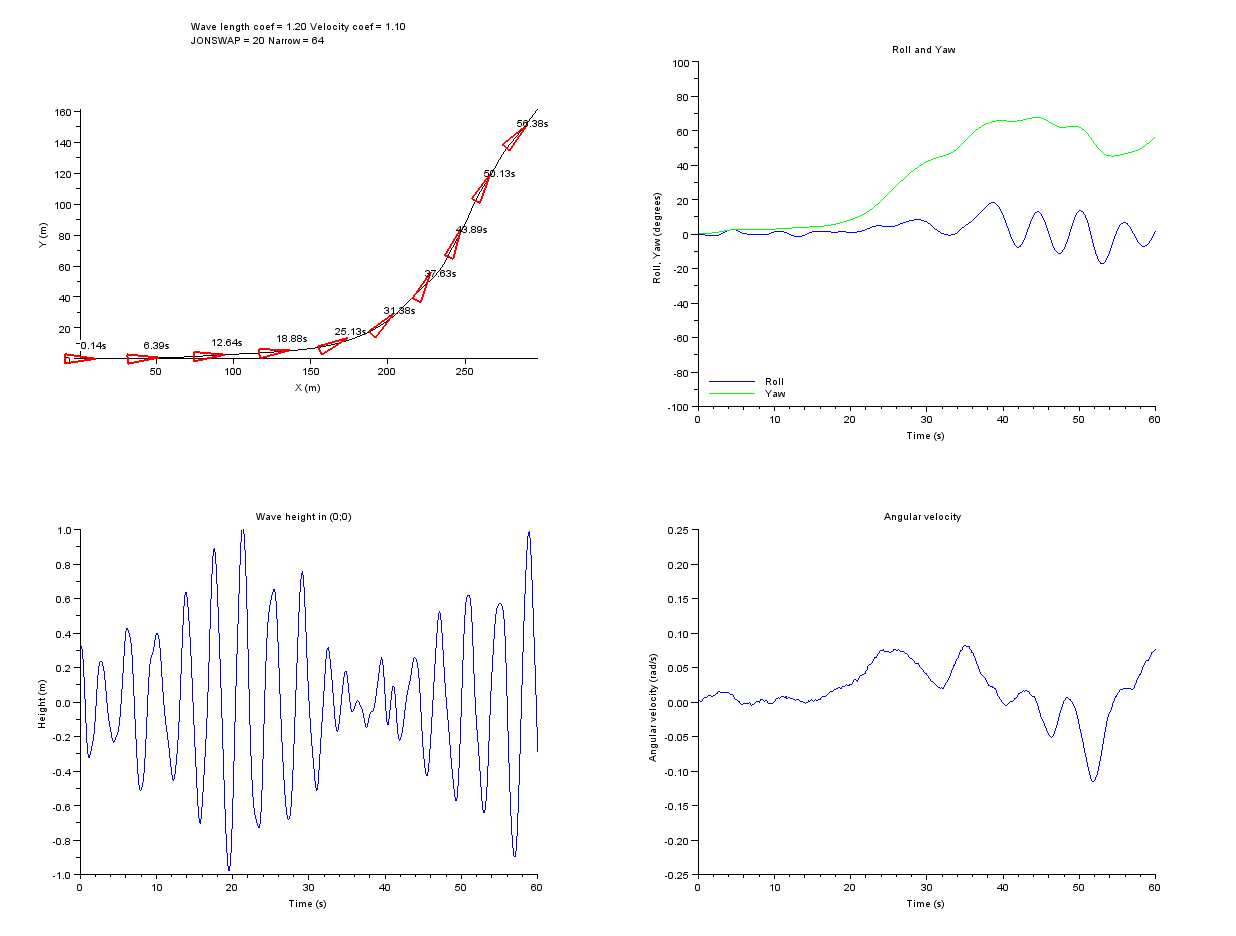 Wave length coef = 1.20 Velocity coef = 1.10
JONSWAP = 20 Narrow = 64
160
140
120
100
80
60
40
20
Y (m)
-0.14s
6.39s
12.64s
18.88s
25.13s
31.38s
37.63s
43.89s
50.13s
56.38s
50
100
150
200
250
X (m)
Roll and Yaw
100
80
60
40
20
0
-20
-40
-60
-80
-100
Roll, Yaw (degrees)
Roll
Yaw
0
10
20
30
40
50
60
Time (s)
Wave height in (0;0)
1.0
0.8
0.6
0.4
0.2
0.0
-0.2
-0.4
-0.6
-0.8
-1.0
Height (m)
0
10
20
30
40
50
60
Time (s)
Angular velocity
0.25
0.20
0.15
0.10
0.05
0.00
-0.05
-0.10
-0.15
-0.20
-0.25
Angular velocity (rad/s)
0
10
20
30
40
50
60
Time (s)